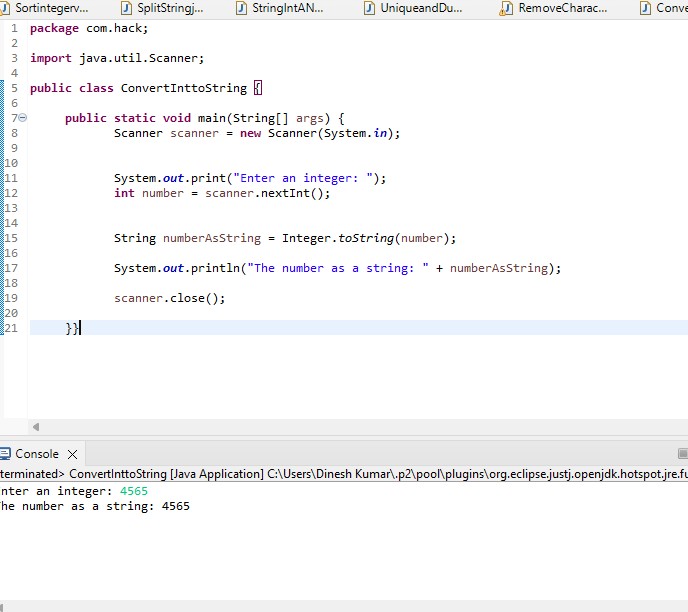 Sortintegerv... SplitStringj... StringIntAN... UniqueandDu... RemoveCharac... Conve
1 package com.hack;
2
3 import java.util.Scanner;
4
5 public class ConvertInttoString {
6
7 public static void main(String[] args) {
8 Scanner scanner = new Scanner(System.in);
9
10
11 System.out.print("Enter an integer: ");
12 int number = scanner.nextInt();
13
14
15 String numberAsString = Integer.toString(number);
16
17 System.out.println("The number as a string: " + numberAsString);
18
19 scanner.close();
20
21 }}
Console
terminated> ConvertInttoString [Java Application] C:\Users\Dinesh Kumar\.p2\pool\plugins\org.eclipse.justj.openjdk.hotspot.jre.fu
nter an integer: 4565
he number as a string: 4565